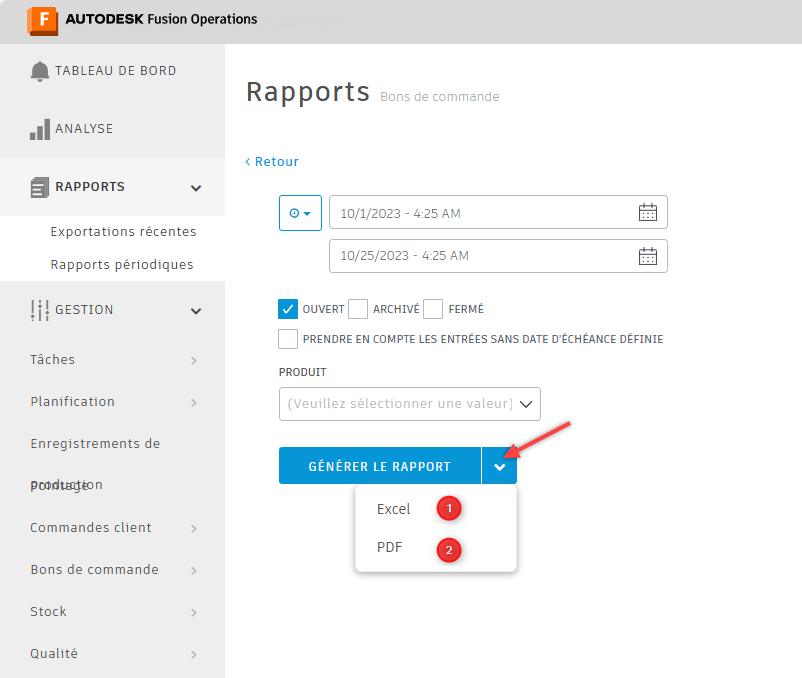 F AUTODESK Fusion Operations
TABLEAU DE BORD
ANALYSE
RAPPORTS
Exportations récentes
Rapports périodiques
GESTION
Tâches
Planification
Enregistrements de
production
Pointage
Commandes client
Bons de commande
Stock
Qualité
Rapports Bons de commande
< Retour
10/1/2023 - 4:25 AM
10/25/2023 - 4:25 AM
OUVERT ARCHIVÉ FERMÉ
PRENDRE EN COMPTE LES ENTRÉES SANS DATE D'ÉCHÉANCE DÉFINIE
PRODUIT
(Veuillez sélectionner une valeur)
GÉNÉRER LE RAPPORT
Excel 1
PDF 2